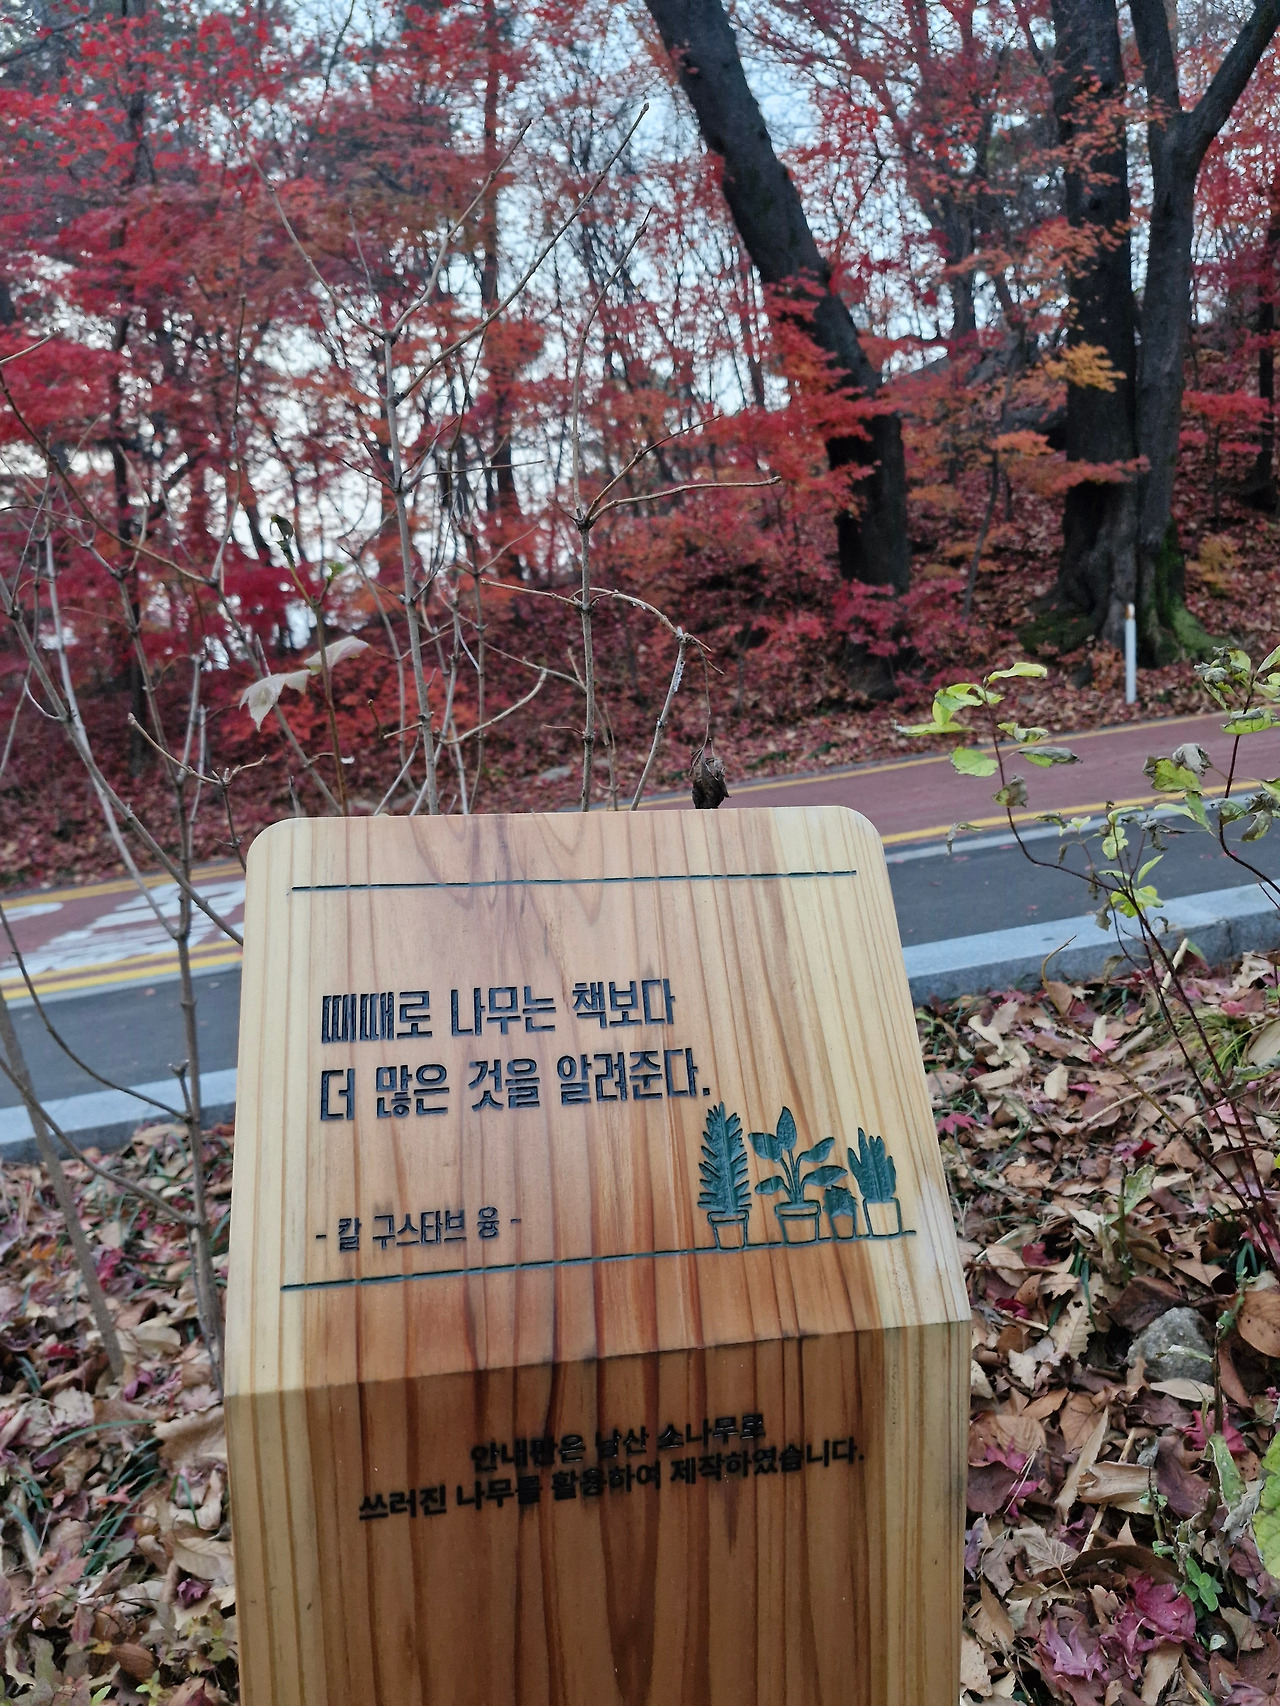 때때로 나무는 책보다
더 많은 것을 알려준다.
- 칼 구스타브 융 -
안내판은 남산 소나무로
쓰러진 나무를 활용하여 제작하였습니다.